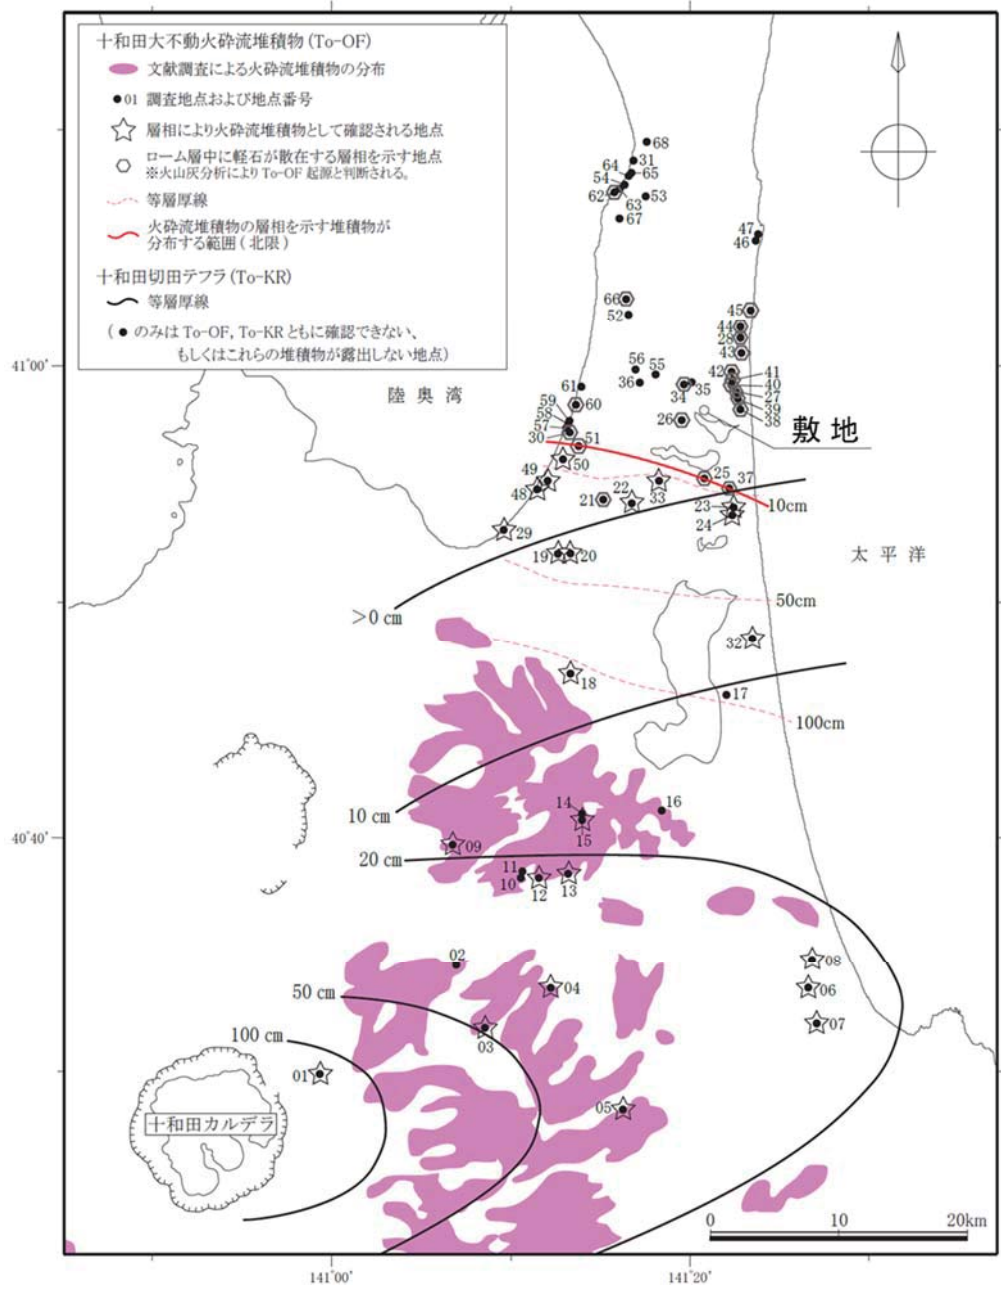 十和田大不動火砕流堆積物(To-OF)
文献調査による火砕流堆積物の分布
01 調査地点および地点番号
層相により火砕流堆積物として確認される地点
ローム層中に軽石が散在する層相を示す地点
※火山灰分析によりTo-OF 起源と判断される。
等層厚線
火砕流堆積物の層相を示す堆積物が
分布する範囲(北限)
十和田切田テフラ(To-KR)
等層厚線
(●のみは To-OF, To-KR ともに確認できない、
もしくはこれらの堆積物が露出しない地点)
68
31
64
65
54
62
53
63
67
47
46
66
45
52
44
28
43
41°00'
56
55
42
41
61
36
35
40
34
27
陸奥湾
59
60
39
58
26
38
57
敷地
30
51
50
25
49
37
48
22
33
21
23
10cm
24
29
19
20
太平洋
50cm
>0 cm
32
18
17
100cm
14
16
10 cm
40°40'
15
09
20 cm
11
10
12
13
02
08
50 cm
04
06
07
100 cm
03
01
05
十和田カルデラ
0 10 20km
141°00'
141°20'